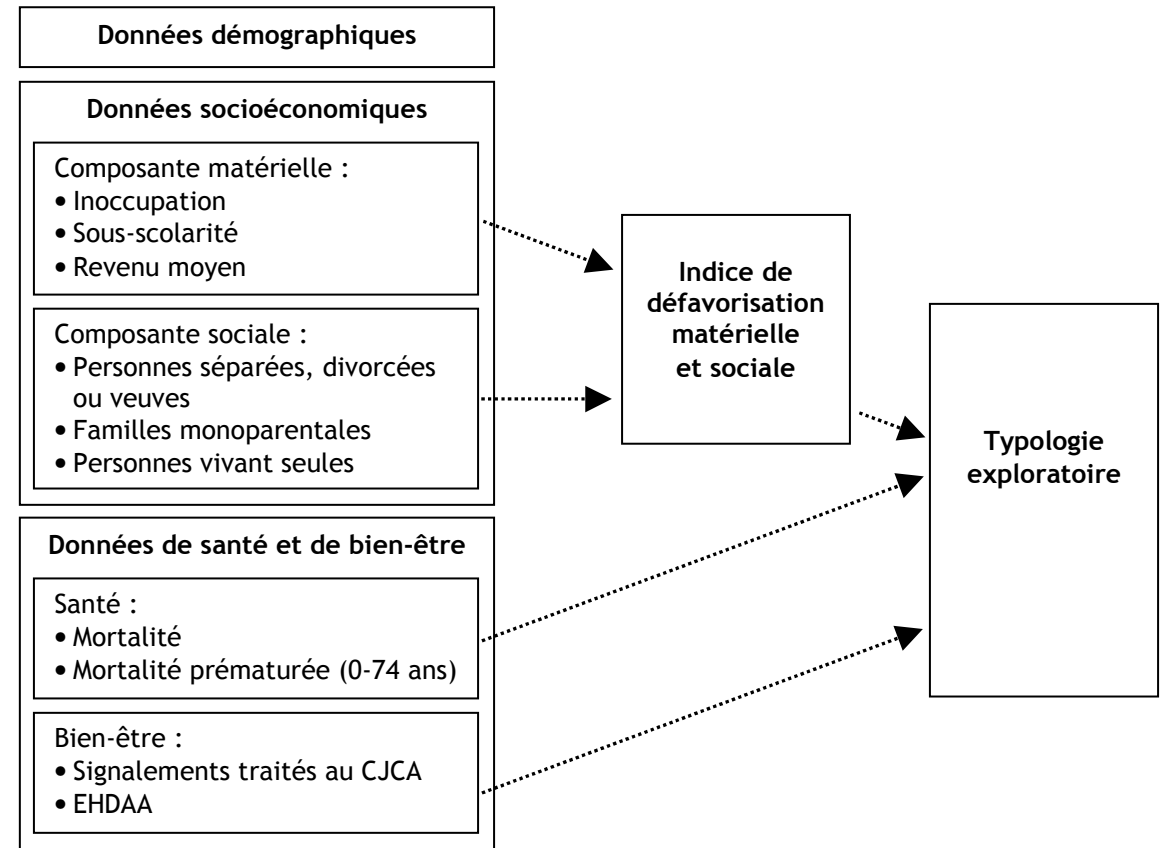 Données démographiques
Données socioéconomiques
Composante matérielle :
• Inoccupation
• Sous-scolarité
• Revenu moyen
Composante sociale :
• Personnes séparées, divorcées
ou veuves
• Familles monoparentales
• Personnes vivant seules
Indice de
défavorisation
matérielle
et sociale
Typologie
exploratoire
Données de santé et de bien-être
Santé :
• Mortalité
• Mortalité prématurée (0-74 ans)
Bien-être :
• Signalements traités au CJCA
• EHDAA